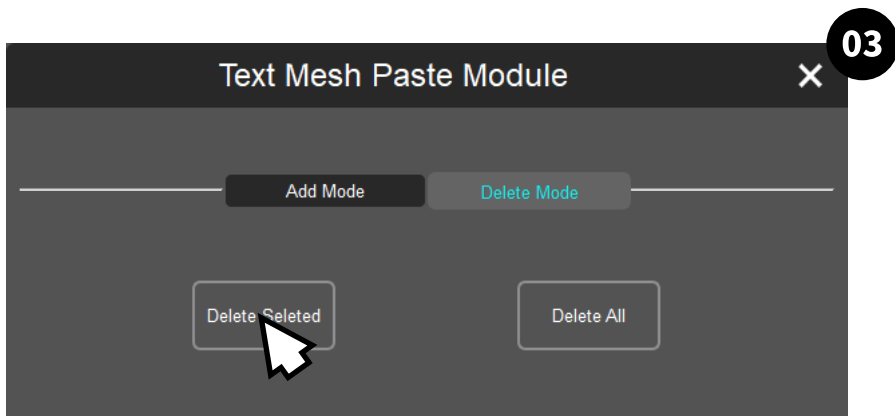 03
Text Mesh Paste Module
Add Mode
Delete Mode
Delete Seleted
Delete All